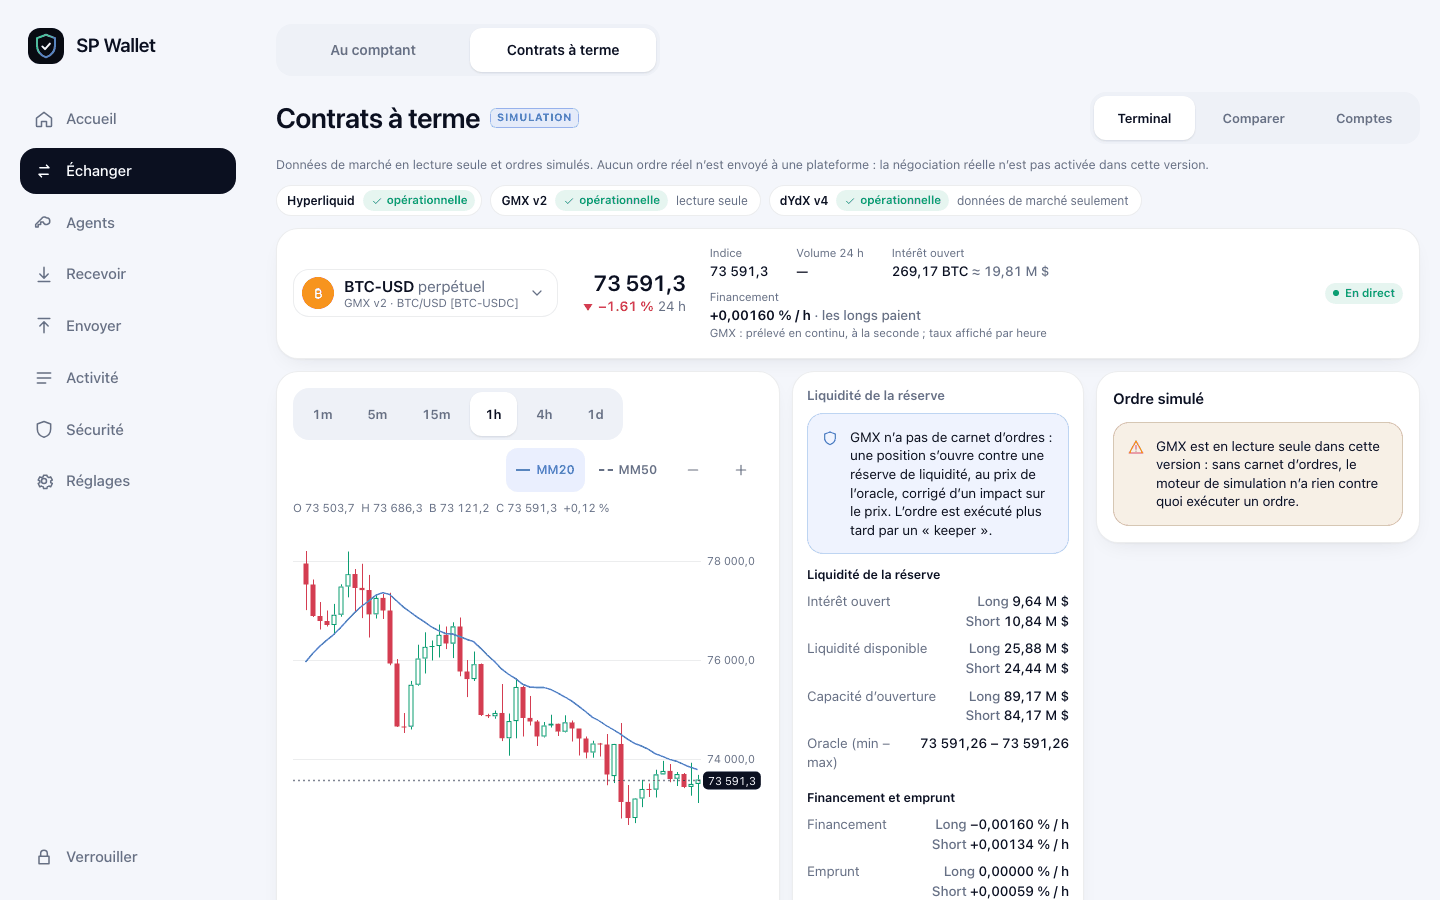 SP Wallet
Au comptant
Contrats à terme
Accueil
Échanger
Agents
Recevoir
Envoyer
Activité
Sécurité
Réglages
Verrouiller
Contrats à terme
SIMULATION
Terminal
Comparer
Comptes
Données de marché en lecture seule et ordres simulés. Aucun ordre réel n’est envoyé à une plateforme : la négociation réelle n’est pas activée dans cette version.
Hyperliquid opérationnelle
GMX v2 opérationnelle lecture seule
dYdX v4 opérationnelle données de marché seulement
BTC-USD perpétuel
GMX v2 · BTC/USD [BTC-USDC]
73 591,3
−1.61 % 24 h
Indice
73 591,3
Volume 24 h
—
Intérêt ouvert
269,17 BTC ≈ 19,81 M $
Financement
+0,00160 % / h · les longs paient
GMX : prélevé en continu, à la seconde ; taux affiché par heure
En direct
1m 5m 15m 1h 4h 1d
MM20 MM50 − +
O 73 503,7 H 73 686,3 B 73 121,2 C 73 591,3 +0,12 %
78 000,0
76 000,0
74 000,0
73 591,3
Liquidité de la réserve
GMX n’a pas de carnet d’ordres :
une position s’ouvre contre une
réserve de liquidité, au prix de
l’oracle, corrigé d’un impact sur
le prix. L’ordre est exécuté plus
tard par un « keeper ».
Liquidité de la réserve
Intérêt ouvert Long 9,64 M $
Short 10,84 M $
Liquidité disponible Long 25,88 M $
Short 24,44 M $
Capacité d’ouverture Long 89,17 M $
Short 84,17 M $
Oracle (min – max) 73 591,26 – 73 591,26
Financement et emprunt
Financement Long −0,00160 % / h
Short +0,00134 % / h
Emprunt Long 0,00000 % / h
Short +0,00059 % / h
Ordre simulé
GMX est en lecture seule dans cette
version : sans carnet d’ordres, le
moteur de simulation n’a rien contre
quoi exécuter un ordre.